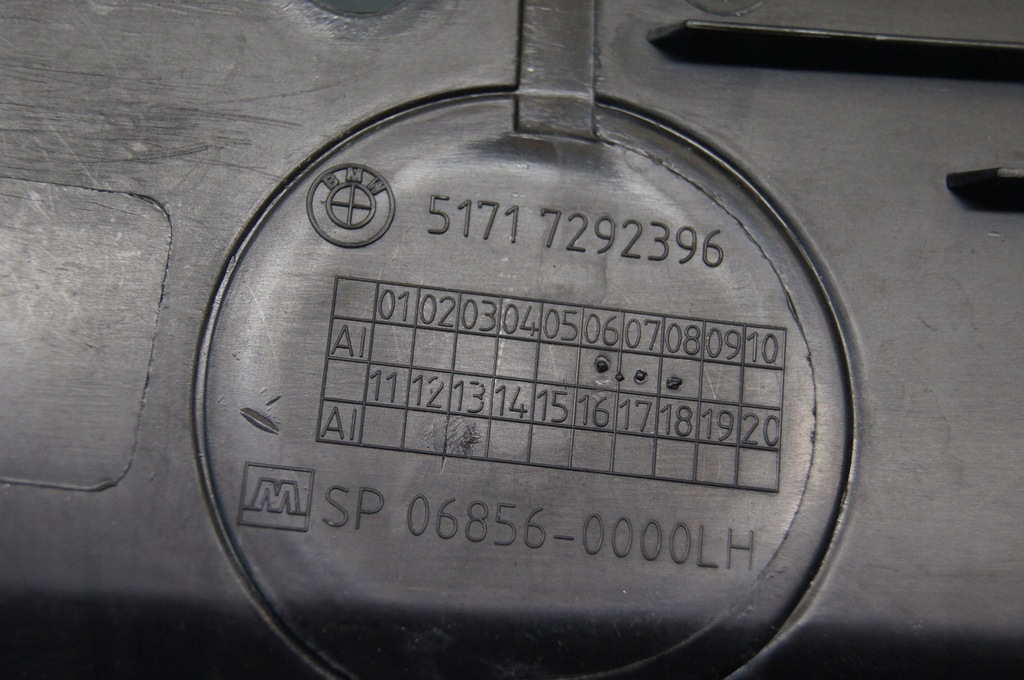 BMW
5171 7292396
01 02 03 04 05 06 07 08 09 10
AI
11 12 13 14 15 16 17 18 19 20
AI
M SP 06856-0000LH